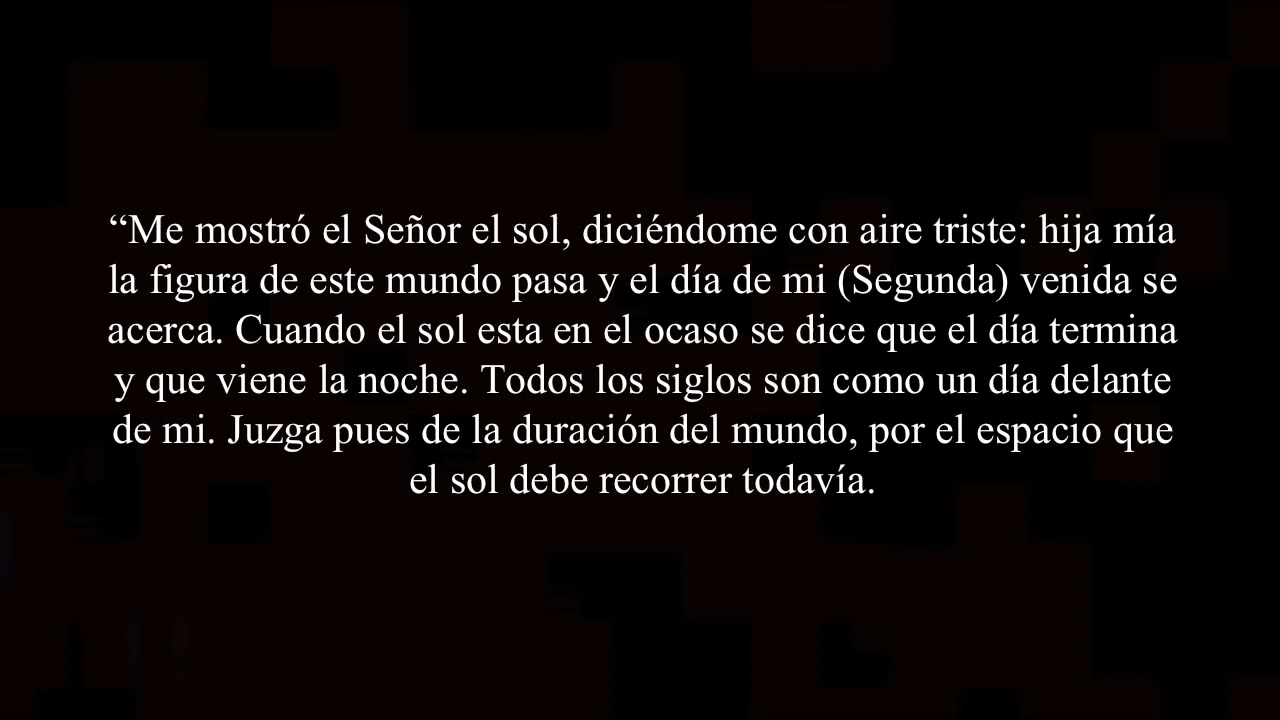 “Me mostró el Señor el sol, diciéndome con aire triste: hija mía
la figura de este mundo pasa y el día de mi (Segunda) venida se
acerca. Cuando el sol esta en el ocaso se dice que el día termina
y que viene la noche. Todos los siglos son como un día delante
de mi. Juzga pues de la duración del mundo, por el espacio que
el sol debe recorrer todavía.